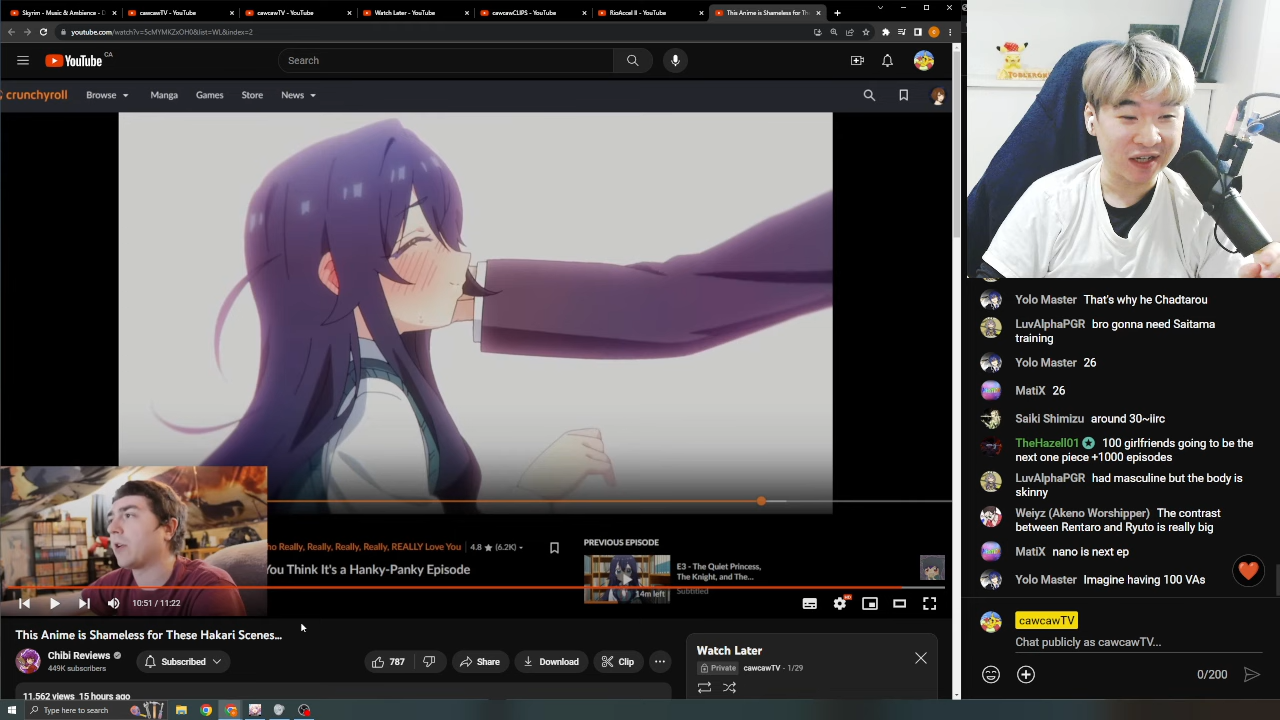 Skyrim - Music & Ambience - 
cawcawTV - YouTube
cawcawTV - YouTube
Watch Later - YouTube
cawcawCLIPS - YouTube
RioAccel II - YouTube
This Anime is Shameless for Th
youtube.com/watch?v=5cMYMKZxOH0&list=WL&index=2
YouTube CA
Search
crunchyroll
Browse
Manga
Games
Store
News
TOBLERONE
Yolo Master That's why he Chadtarou
LuvAlphaPGR bro gonna need Saitama
training
Yolo Master 26
MatiX 26
Saiki Shimizu around 30~iirc
TheHazell01 100 girlfriends going to be the
next one piece +1000 episodes
LuvAlphaPGR had masculine but the body is
skinny
Weiyz (Akeno Worshipper) The contrast
between Rentaro and Ryuto is really big
MatiX nano is next ep
Yolo Master Imagine having 100 VAs
cawcawTV
Chat publicly as cawcawTV...
0/200
ho Really, Really, Really, Really, REALLY Love You
4.8 ★ (6.2K)
You Think It's a Hanky-Panky Episode
PREVIOUS EPISODE
E3 - The Quiet Princess,
The Knight, and The...
Subtitled
14m left
10:51 / 11:22
HD
This Anime is Shameless for These Hakari Scenes...
Chibi Reviews
449K subscribers
Subscribed
787
Share
Download
Clip
11,562 views 15 hours ago
Watch Later
Private cawcawTV - 1/29
Type here to search